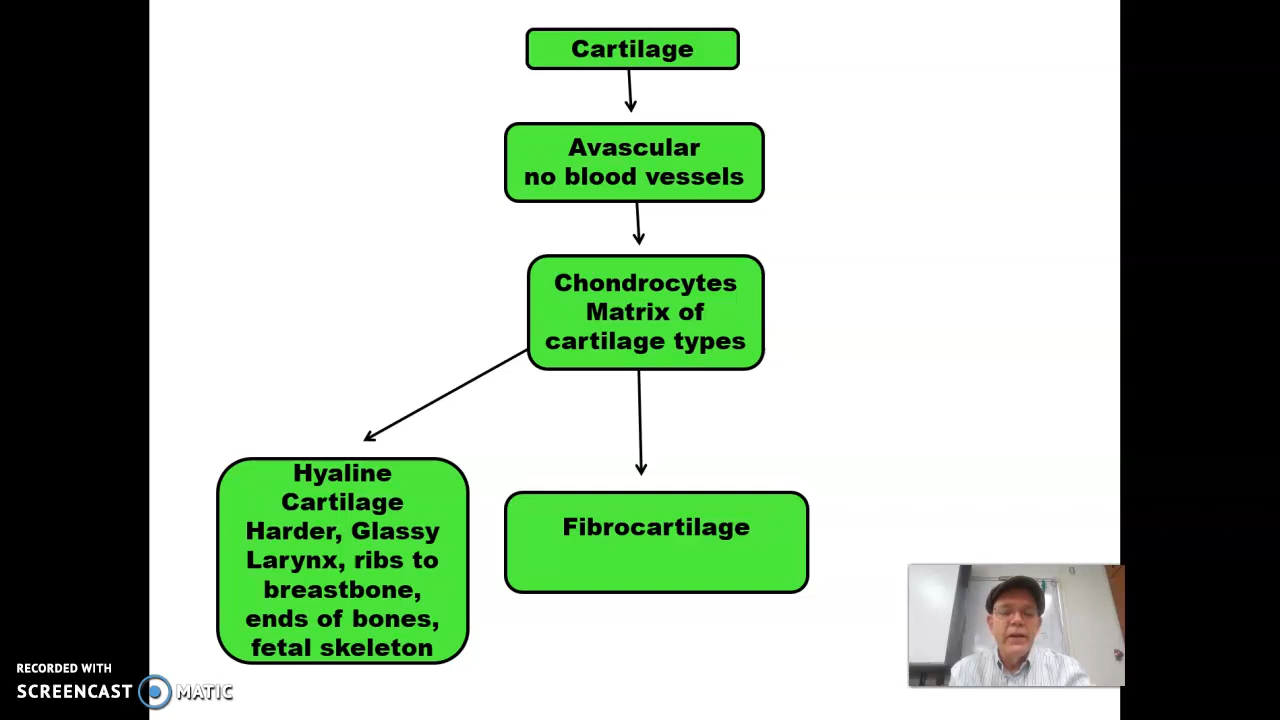 Cartilage
Avascular
no blood vessels
Chondrocytes
Matrix of
cartilage types
Hyaline
Cartilage
Harder, Glassy
Larynx, ribs to
breastbone,
ends of bones,
fetal skeleton
Fibrocartilage
RECORDED WITH
SCREENCAST MATIC